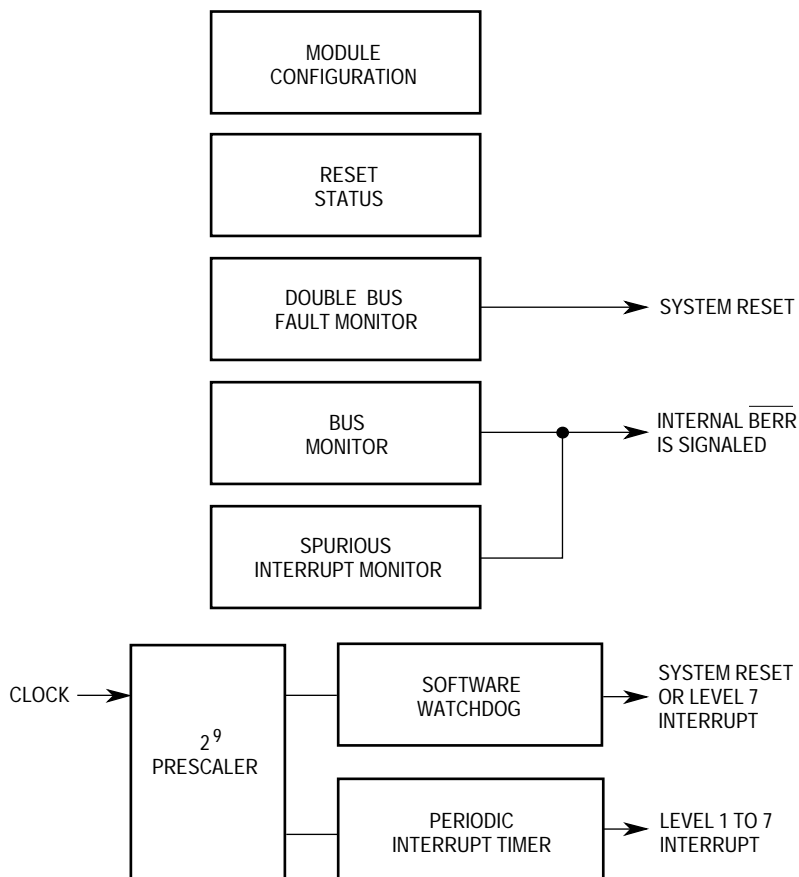 MODULE
CONFIGURATION
RESET
STATUS
DOUBLE BUS
FAULT MONITOR
SYSTEM RESET
BUS
MONITOR
INTERNAL BERR
IS SIGNALED
SPURIOUS
INTERRUPT MONITOR
CLOCK
2⁹
PRESCALER
SOFTWARE
WATCHDOG
SYSTEM RESET
OR LEVEL 7
INTERRUPT
PERIODIC
INTERRUPT TIMER
LEVEL 1 TO 7
INTERRUPT